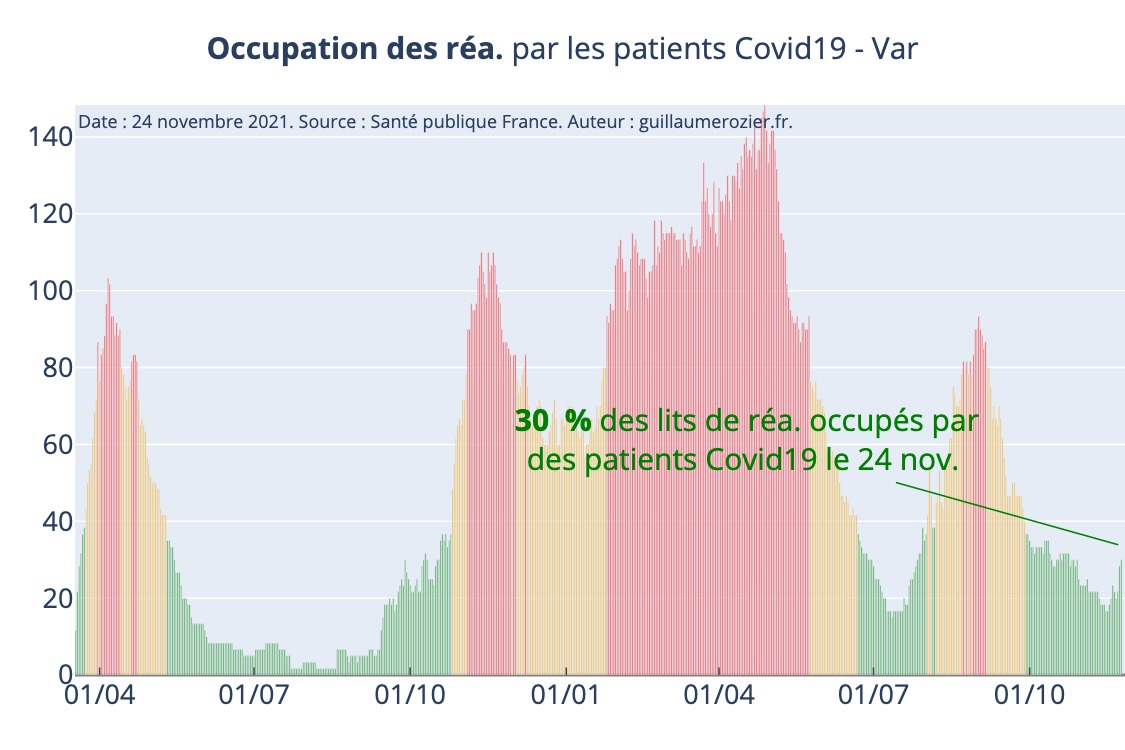 Occupation des réa. par les patients Covid19 - Var
Date : 24 novembre 2021. Source : Santé publique France. Auteur : guillaumerozier.fr.
140
120
100
80
60
40
20
0
30 % des lits de réa. occupés par
des patients Covid19 le 24 nov.
01/04 01/07 01/10 01/01 01/04 01/07 01/10